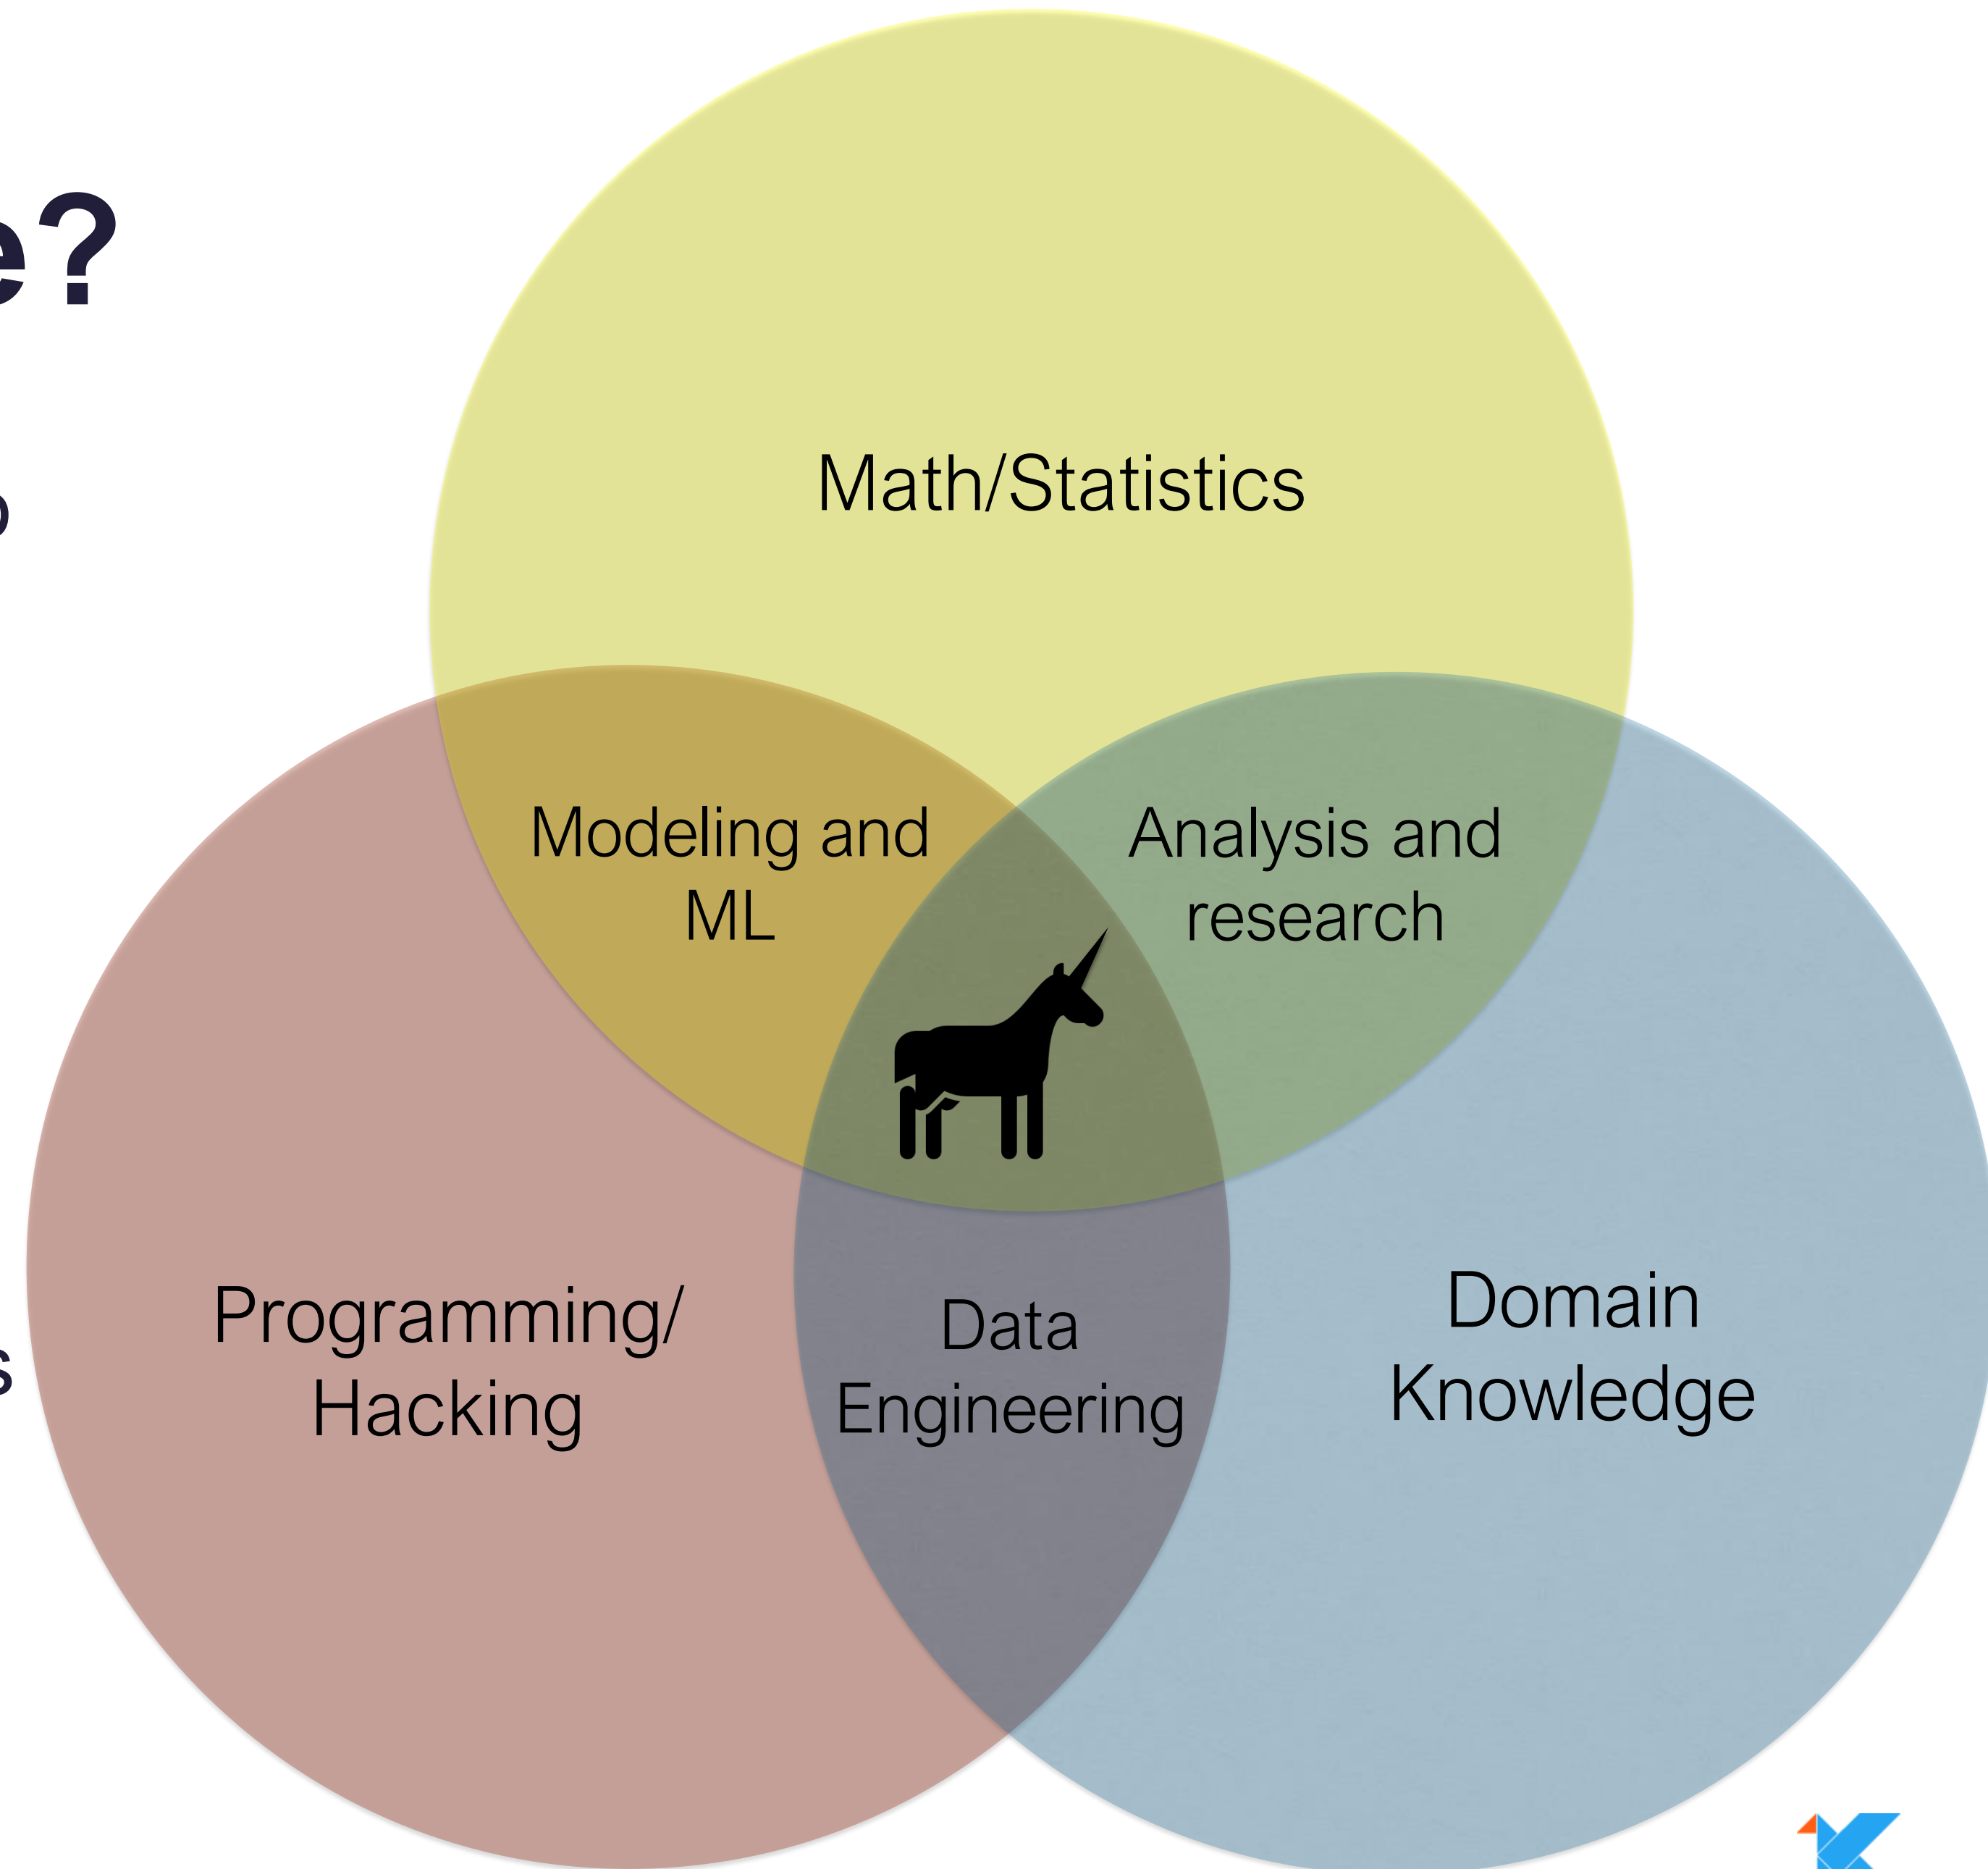 e?
Math/Statistics
Modeling and
ML
Analysis and
research
Programming/
Hacking
Data
Engineering
Domain
Knowledge
s